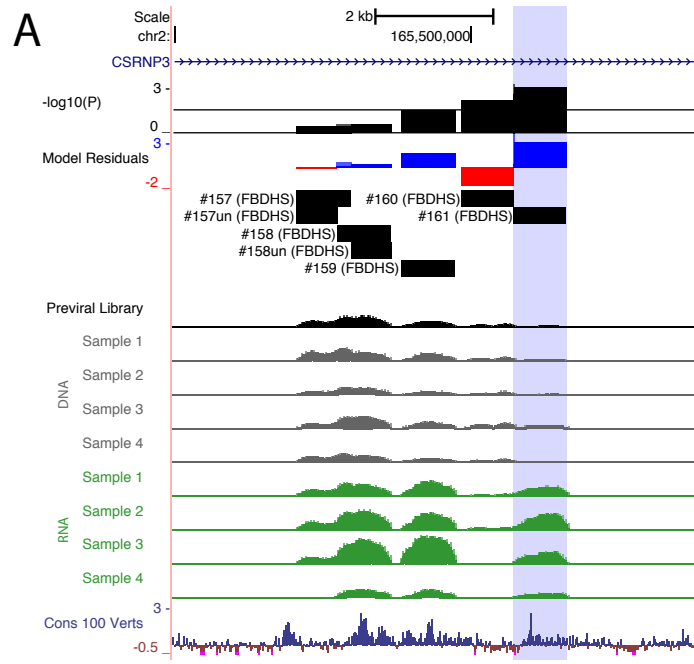 A
Scale
2 kb
chr2:
165,500,000
CSRNP3
3 -
-log10(P)
0 _
3 -
Model Residuals
-2 _
#157 (FBDHS)
#160 (FBDHS)
#157un (FBDHS)
#161 (FBDHS)
#158 (FBDHS)
#158un (FBDHS)
#159 (FBDHS)
Previral Library
DNA
Sample 1
Sample 2
Sample 3
Sample 4
RNA
Sample 1
Sample 2
Sample 3
Sample 4
3 -
Cons 100 Verts
-0.5 _